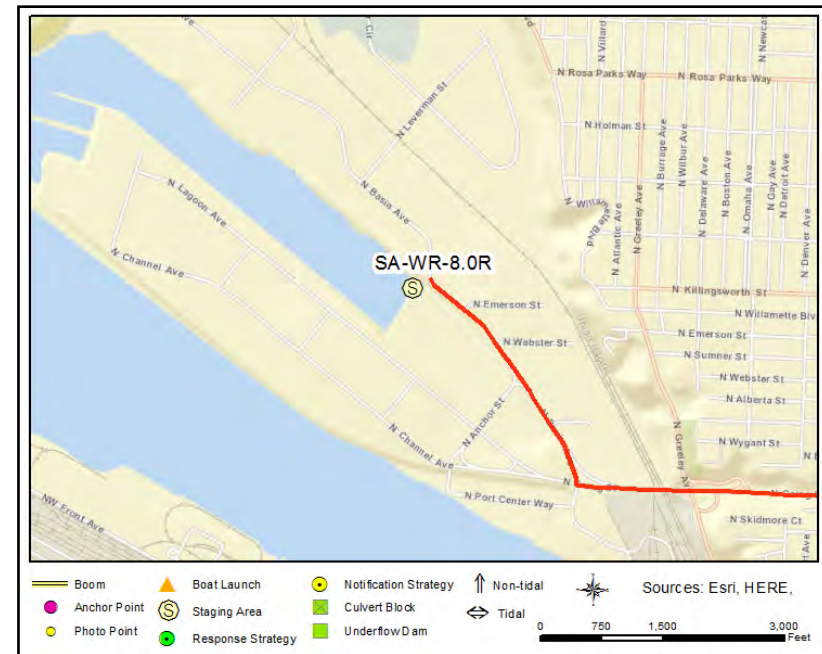 N Villard
N Newcas
N Rosa Parks Way
N Rosa Parks Way
Cir
N Leverman St
N Holman St
N Burrage Ave
N Wilbur Ave
N Delaware Ave
N Boston Ave
N Omaha Ave
N Gay Ave
N Detroit Ave
N Denver Ave
N Lagoon Ave
N Basin Ave
N Willamette Blvd
N Atlantic Ave
N Greeley Ave
N Channel Ave
SA-WR-8.0R
S
N Killingsworth St
N Emerson St
N Willamette Blv
N Emerson St
N Webster St
N Sumner St
N Webster St
N Alberta St
N Anchor St
N Wygant St
N Channel Ave
N Greeley Ave
N Port Center Way
N Skidmore Ct
NW Front Ave
Boom
Boat Launch
Notification Strategy
Non-tidal
Sources: Esri, HERE,
Anchor Point
S
Staging Area
Culvert Block
Tidal
Photo Point
Response Strategy
Underflow Dam
0 750 1,500 3,000
Feet